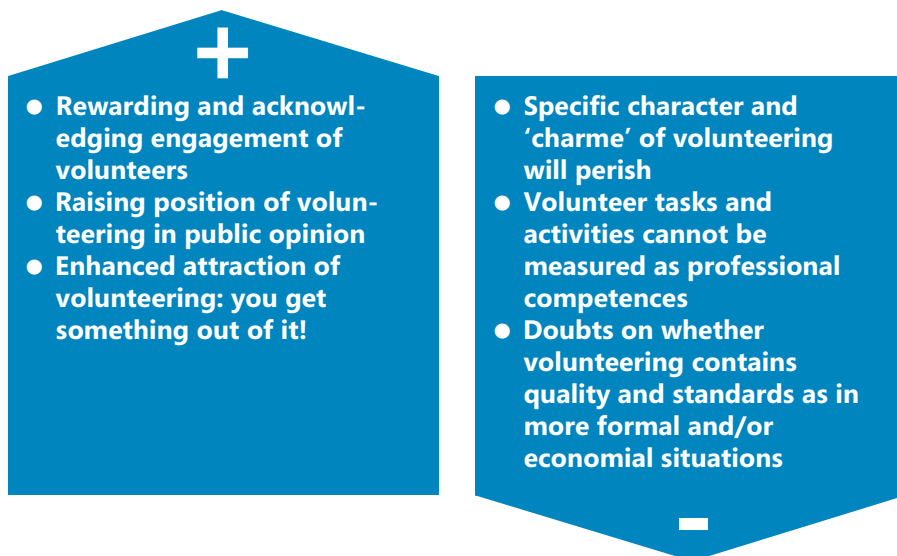 +
● Rewarding and acknowl-
edging engagement of
volunteers
● Raising position of volun-
teering in public opinion
● Enhanced attraction of
volunteering: you get
something out of it!
● Specific character and
‘charme’ of volunteering
will perish
● Volunteer tasks and
activities cannot be
measured as professional
competences
● Doubts on whether
volunteering contains
quality and standards as in
more formal and/or
economial situations
-